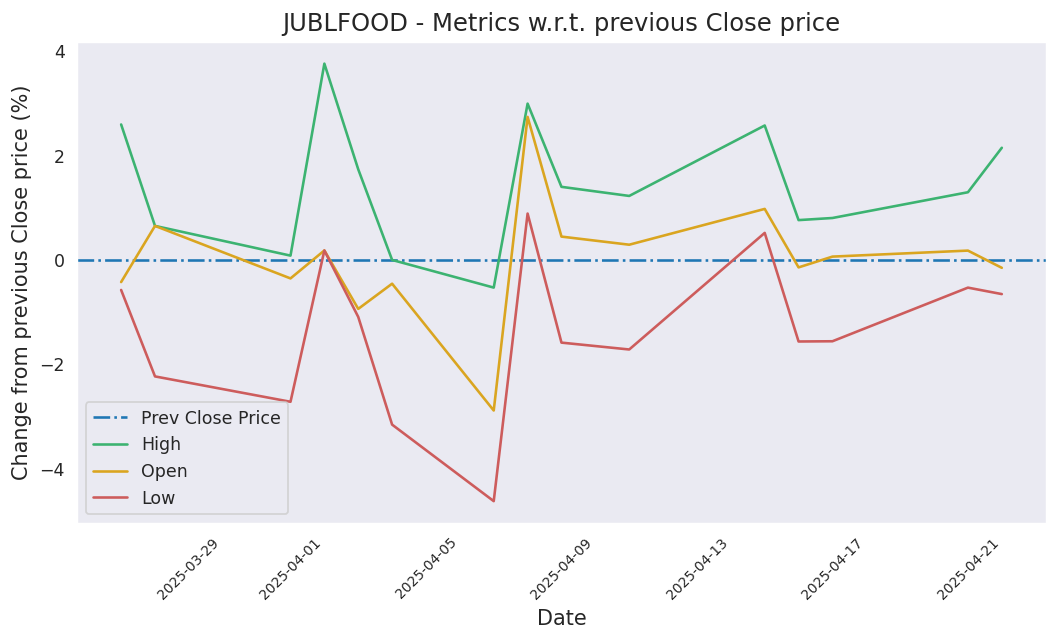 JUBLFOOD - Metrics w.r.t. previous Close price
Change from previous Close price (%)
4
2
0
−2
−4
Prev Close Price
High
Open
Low
2025-03-29
2025-04-01
2025-04-05
2025-04-09
2025-04-13
2025-04-17
2025-04-21
Date